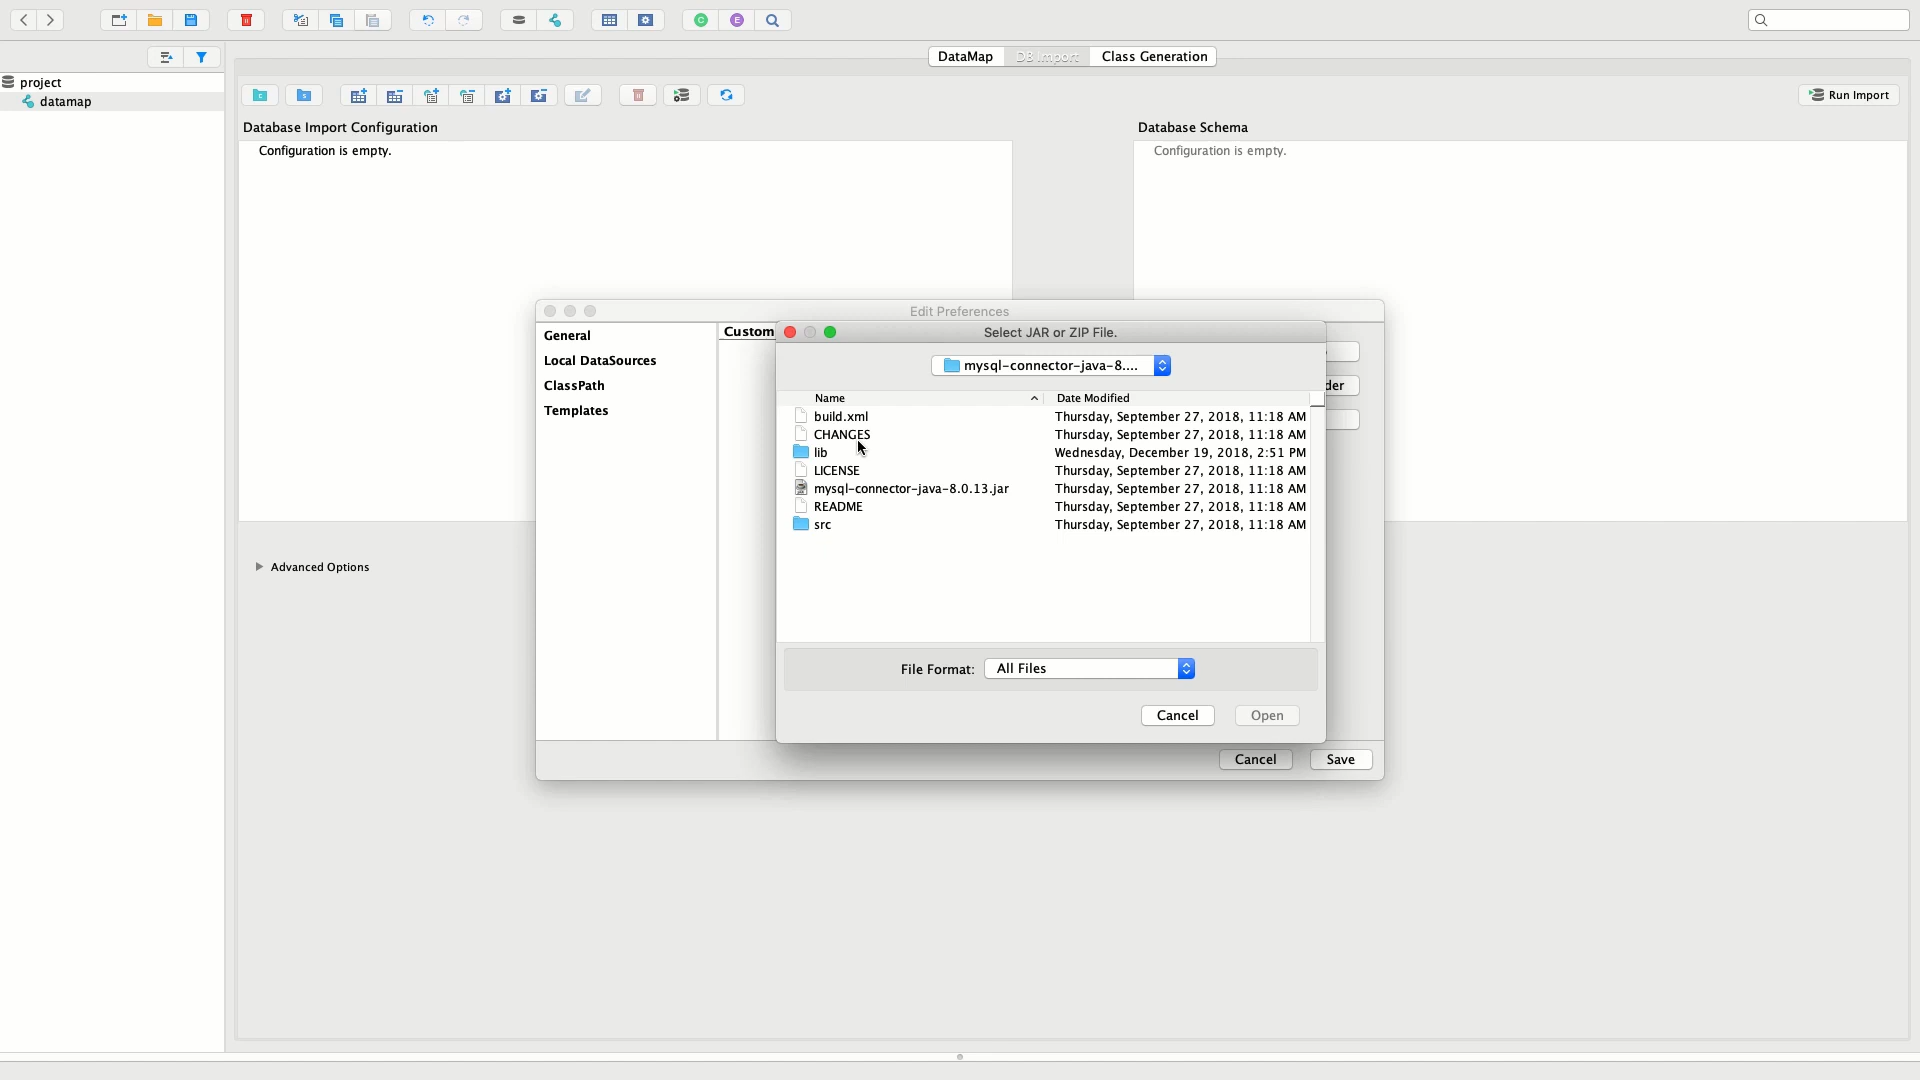 DataMap DB Import Class Generation
project
datamap
Run Import
Database Import Configuration
Database Schema
Configuration is empty.
Configuration is empty.
Advanced Options
Edit Preferences
General
Local DataSources
ClassPath
Templates
Custom
der
Select JAR or ZIP File.
mysql-connector-java-8....
Name Date Modified
build.xml Thursday, September 27, 2018, 11:18 AM
CHANGES Thursday, September 27, 2018, 11:18 AM
lib Wednesday, December 19, 2018, 2:51 PM
LICENSE Thursday, September 27, 2018, 11:18 AM
mysql-connector-java-8.0.13.jar Thursday, September 27, 2018, 11:18 AM
README Thursday, September 27, 2018, 11:18 AM
src Thursday, September 27, 2018, 11:18 AM
File Format: All Files
Cancel Open
Cancel Save